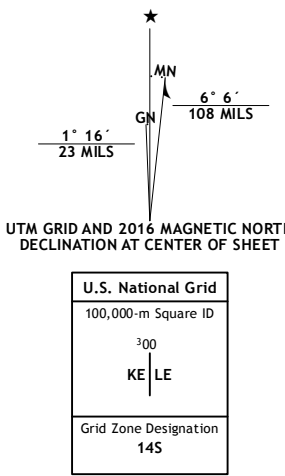 ★
MN
GN
6° 6´
108 MILS
1° 16´
23 MILS
UTM GRID AND 2016 MAGNETIC NORTH
DECLINATION AT CENTER OF SHEET
U.S. National Grid
100,000-m Square ID
³00
KE LE
Grid Zone Designation
14S